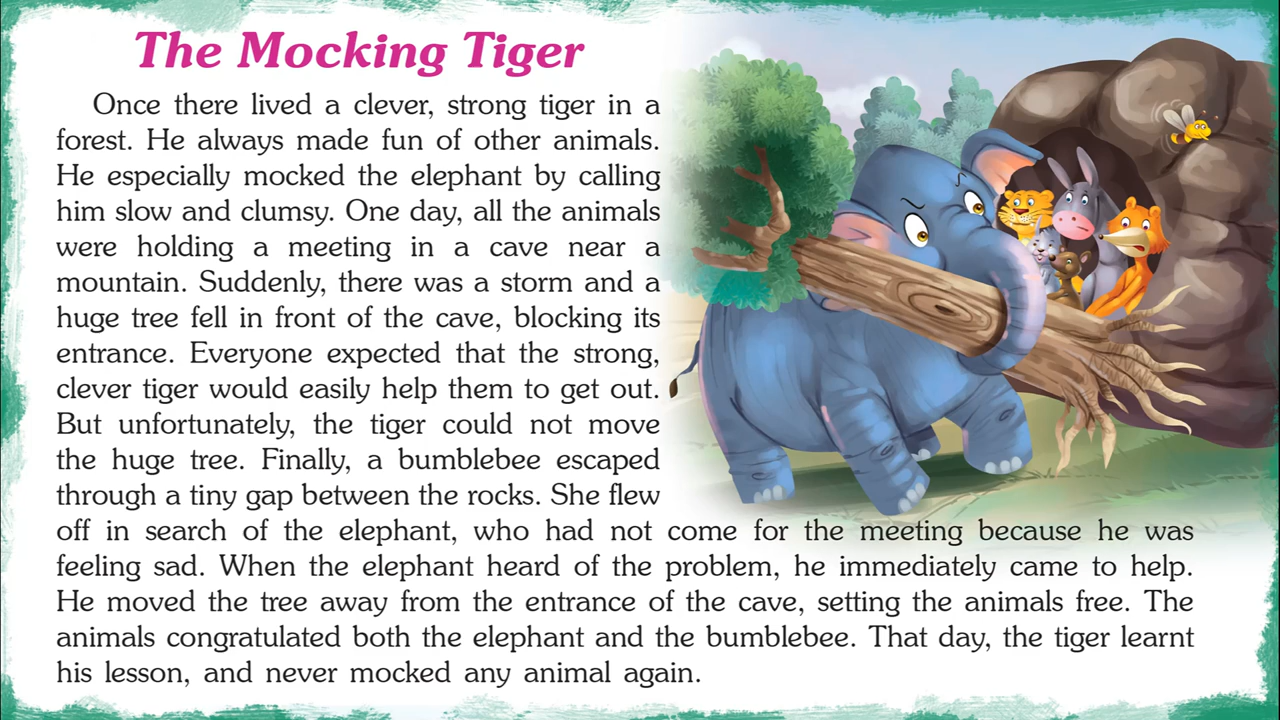 The Mocking Tiger
Once there lived a clever, strong tiger in a
forest. He always made fun of other animals.
He especially mocked the elephant by calling
him slow and clumsy. One day, all the animals
were holding a meeting in a cave near a
mountain. Suddenly, there was a storm and a
huge tree fell in front of the cave, blocking its
entrance. Everyone expected that the strong,
clever tiger would easily help them to get out.
But unfortunately, the tiger could not move
the huge tree. Finally, a bumblebee escaped
through a tiny gap between the rocks. She flew
off in search of the elephant, who had not come for the meeting because he was
feeling sad. When the elephant heard of the problem, he immediately came to help.
He moved the tree away from the entrance of the cave, setting the animals free. The
animals congratulated both the elephant and the bumblebee. That day, the tiger learnt
his lesson, and never mocked any animal again.